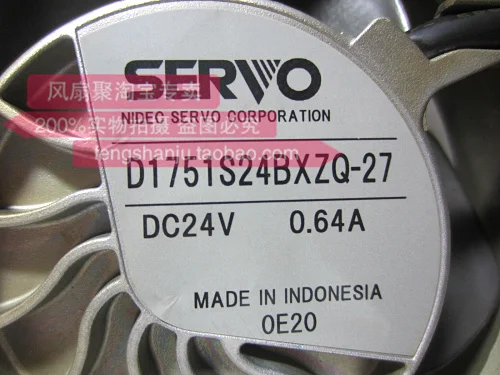 SERVO
风扇聚淘宝专卖
NIDEC SERVO CORPORATION
200%实物拍摄 盗图必究
fengshanju.taobao.com
D1751S24BXZQ-27
DC24V 0.64A
MADE IN INDONESIA
0E20